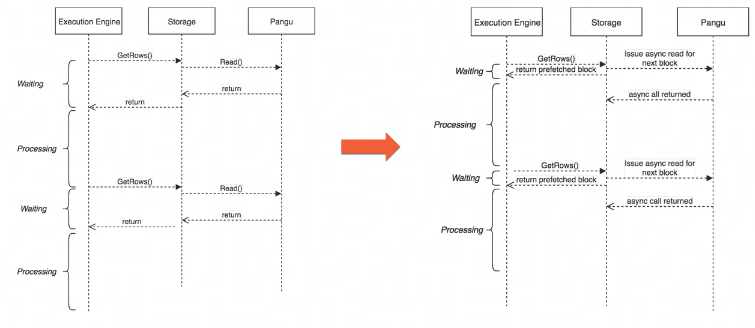 Execution Engine
Storage
Pangu
GetRows()
Read()
Waiting
return
return
Processing
GetRows()
Read()
Waiting
return
return
Processing
Execution Engine
Storage
Pangu
GetRows()
Issue async read for
next block
Waiting
return prefetched block
async call returned
Processing
GetRows()
Issue async read for
next block
Waiting
return prefetched block
async call returned
Processing